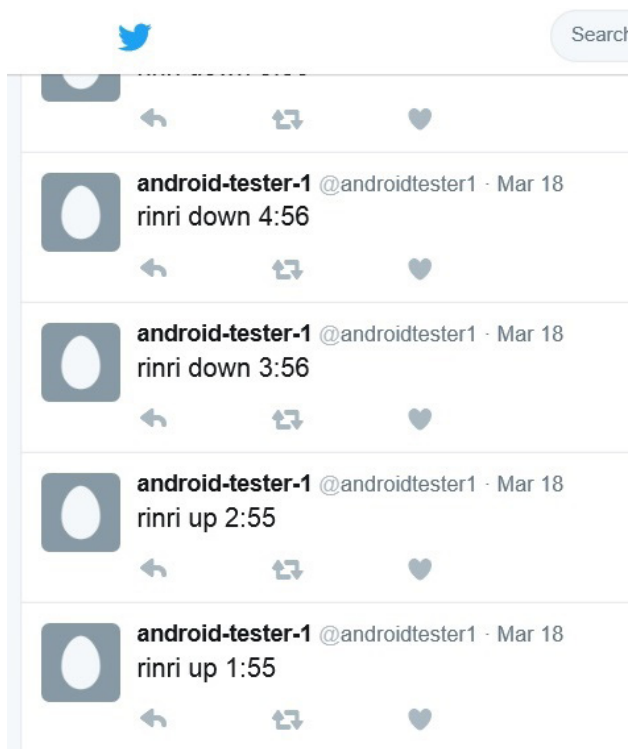 Search
android-tester-1 @androidtester1 · Mar 18
rinri down 4:56
android-tester-1 @androidtester1 · Mar 18
rinri down 3:56
android-tester-1 @androidtester1 · Mar 18
rinri up 2:55
android-tester-1 @androidtester1 · Mar 18
rinri up 1:55